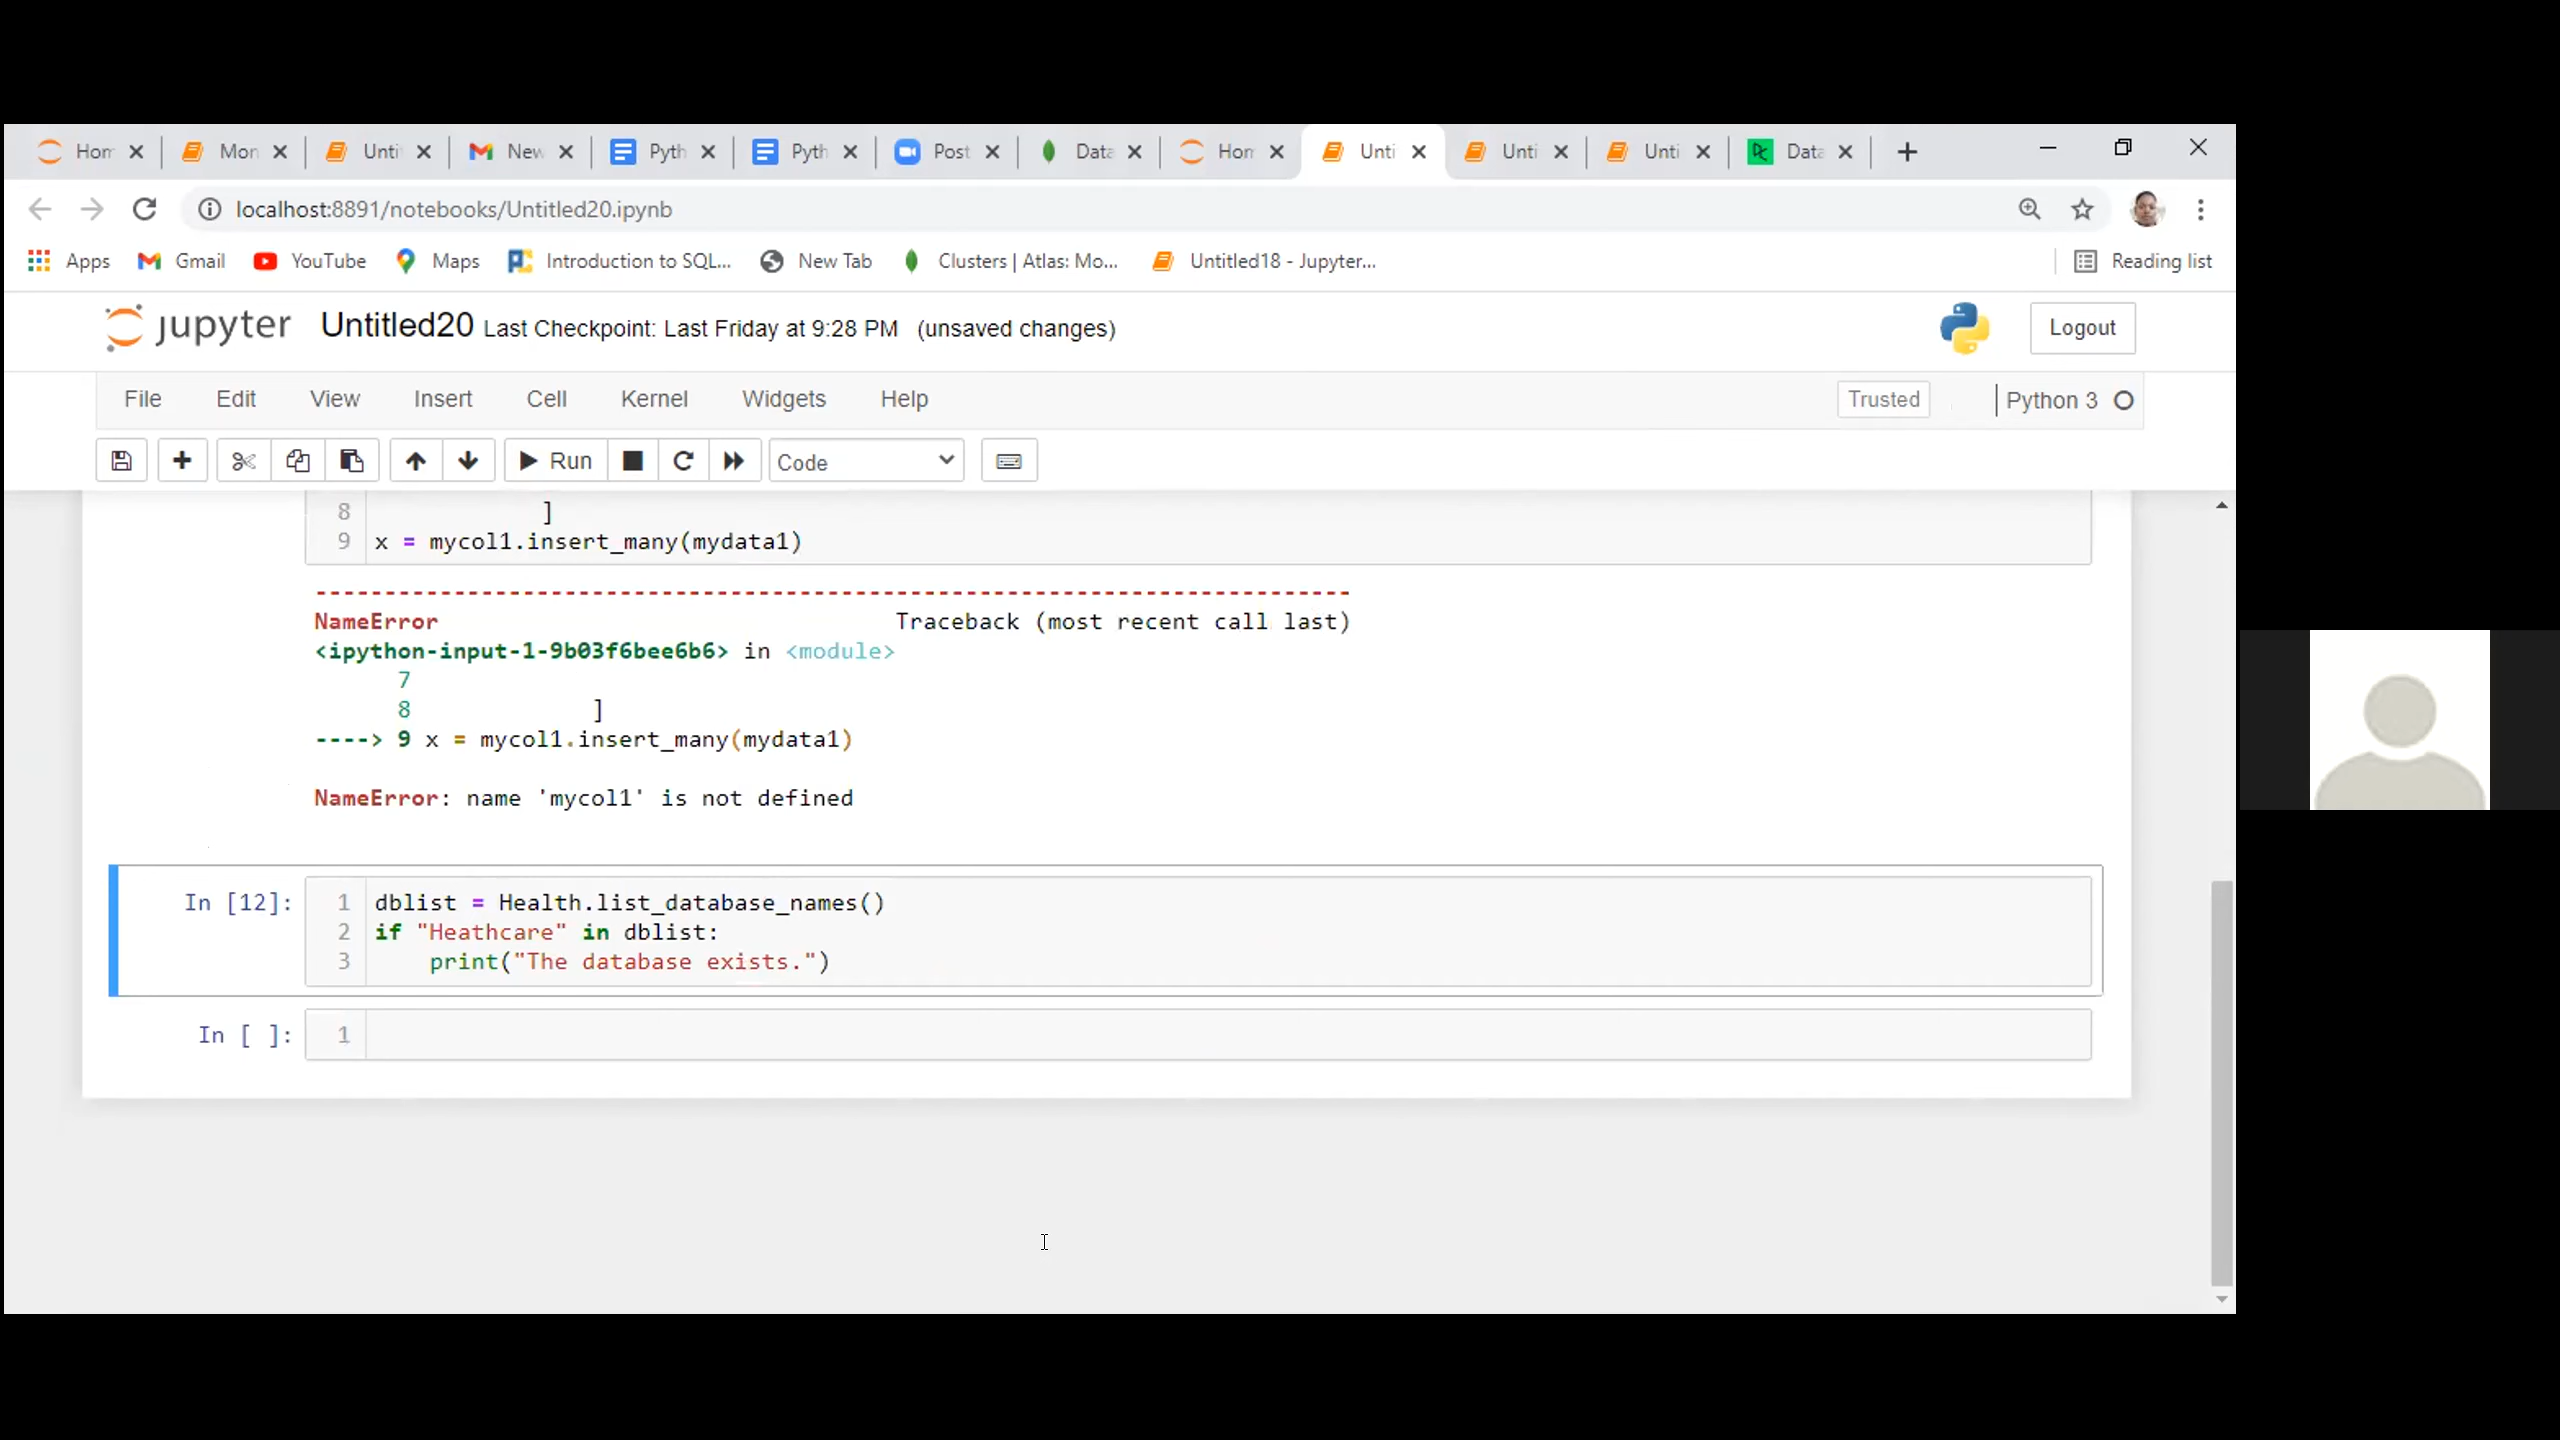 Hom Mon Unti New Pyth Pyth Post Data Hom Unti Unti Unti Data
localhost:8891/notebooks/Untitled20.ipynb
Apps Gmail YouTube Maps Introduction to SQL... New Tab Clusters | Atlas: Mo... Untitled18 - Jupyter... Reading list
jupyter Untitled20 Last Checkpoint: Last Friday at 9:28 PM (unsaved changes) Logout
File Edit View Insert Cell Kernel Widgets Help Trusted Python 3
Run Code
8 ]
9 x = mycol1.insert_many(mydata1)
---------------------------------------------------------------------------
NameError Traceback (most recent call last)
<ipython-input-1-9b03f6bee6b6> in <module>
7
8 ]
----> 9 x = mycol1.insert_many(mydata1)
NameError: name 'mycol1' is not defined
In [12]: 1 dblist = Health.list_database_names()
2 if "Heathcare" in dblist:
3 print("The database exists.")
In [ ]: 1